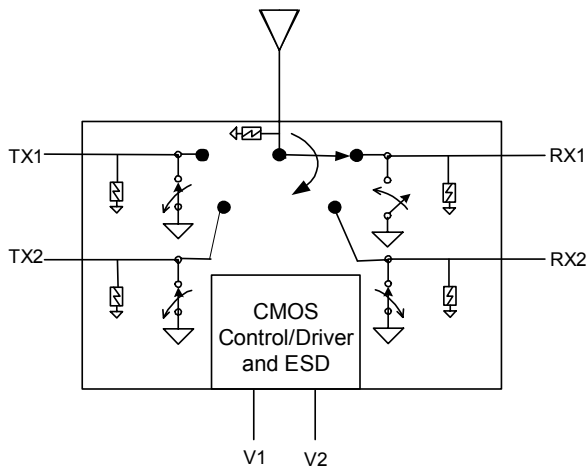 TX1
RX1
TX2
RX2
CMOS
Control/Driver
and ESD
V1
V2